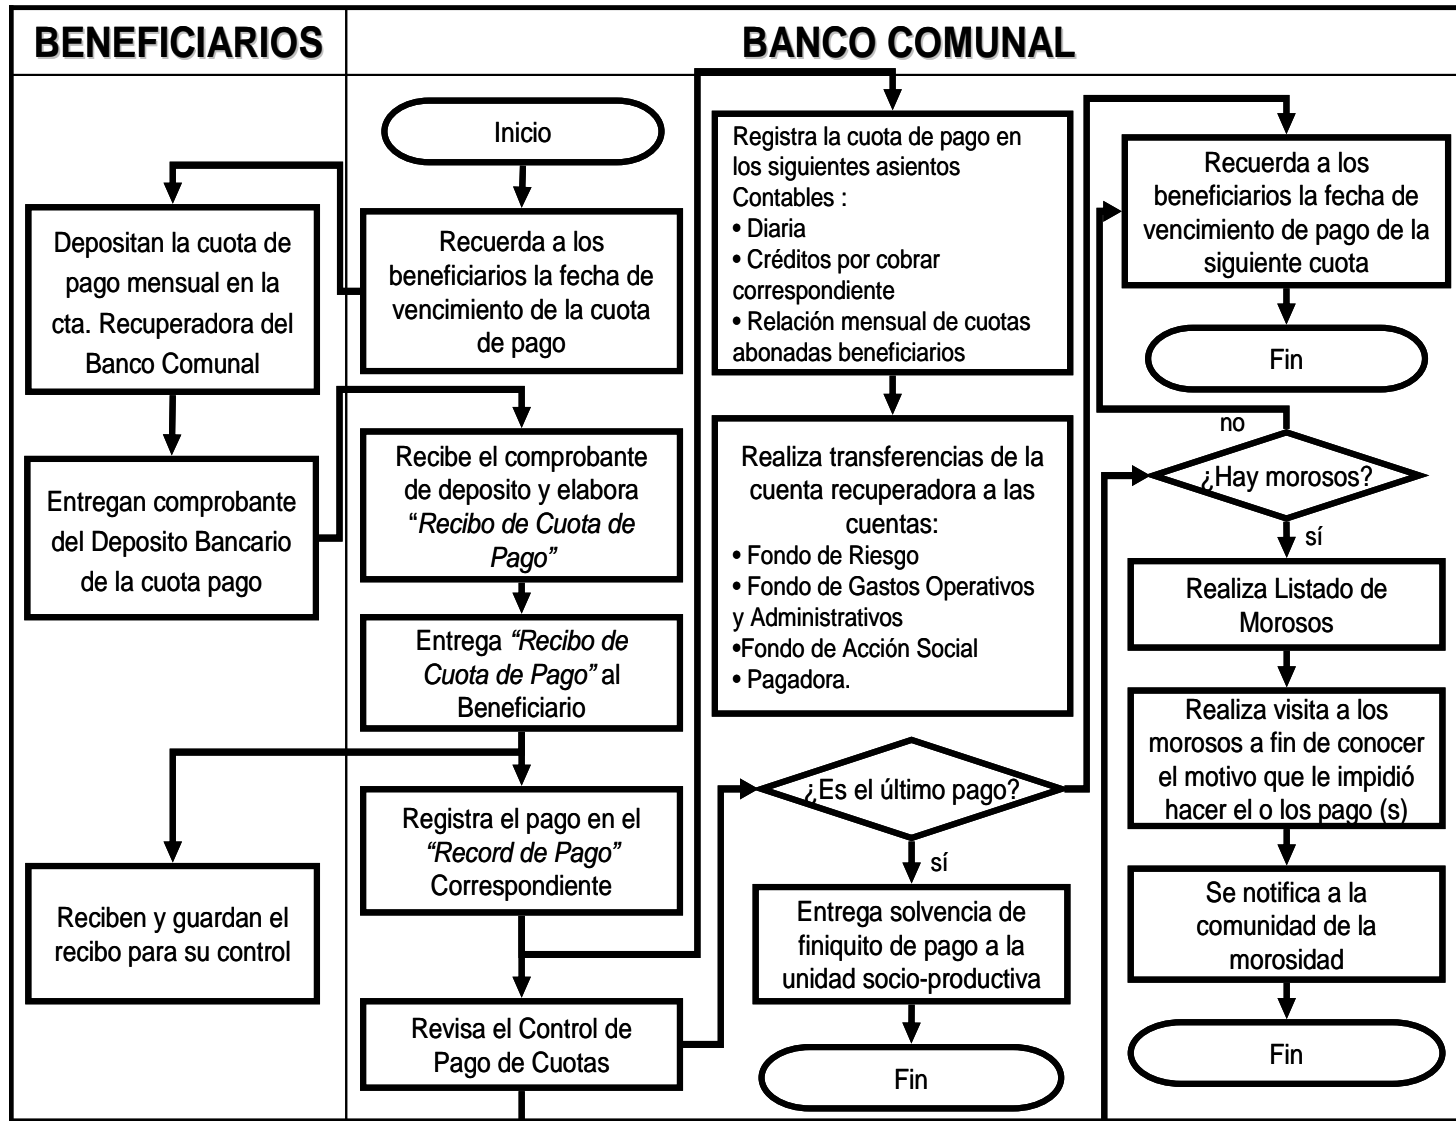 BENEFICIARIOS
BANCO COMUNAL
Inicio
Recuerda a los
beneficiarios la fecha de
vencimiento de la cuota
de pago
Depositan la cuota de
pago mensual en la
cta. Recuperadora del
Banco Comunal
Entregan comprobante
del Deposito Bancario
de la cuota pago
Recibe el comprobante
de deposito y elabora
“Recibo de Cuota de
Pago”
Entrega “Recibo de
Cuota de Pago” al
Beneficiario
Reciben y guardan el
recibo para su control
Registra el pago en el
“Record de Pago”
Correspondiente
Revisa el Control de
Pago de Cuotas
Registra la cuota de pago en
los siguientes asientos
Contables :
• Diaria
• Créditos por cobrar
correspondiente
• Relación mensual de cuotas
abonadas beneficiarios
Realiza transferencias de la
cuenta recuperadora a las
cuentas:
• Fondo de Riesgo
• Fondo de Gastos Operativos
y Administrativos
•Fondo de Acción Social
• Pagadora.
¿Es el último pago?
sí
Entrega solvencia de
finiquito de pago a la
unidad socio-productiva
Fin
Recuerda a los
beneficiarios la fecha de
vencimiento de pago de la
siguiente cuota
Fin
no
¿Hay morosos?
sí
Realiza Listado de
Morosos
Realiza visita a los
morosos a fin de conocer
el motivo que le impidió
hacer el o los pago (s)
Se notifica a la
comunidad de la
morosidad
Fin